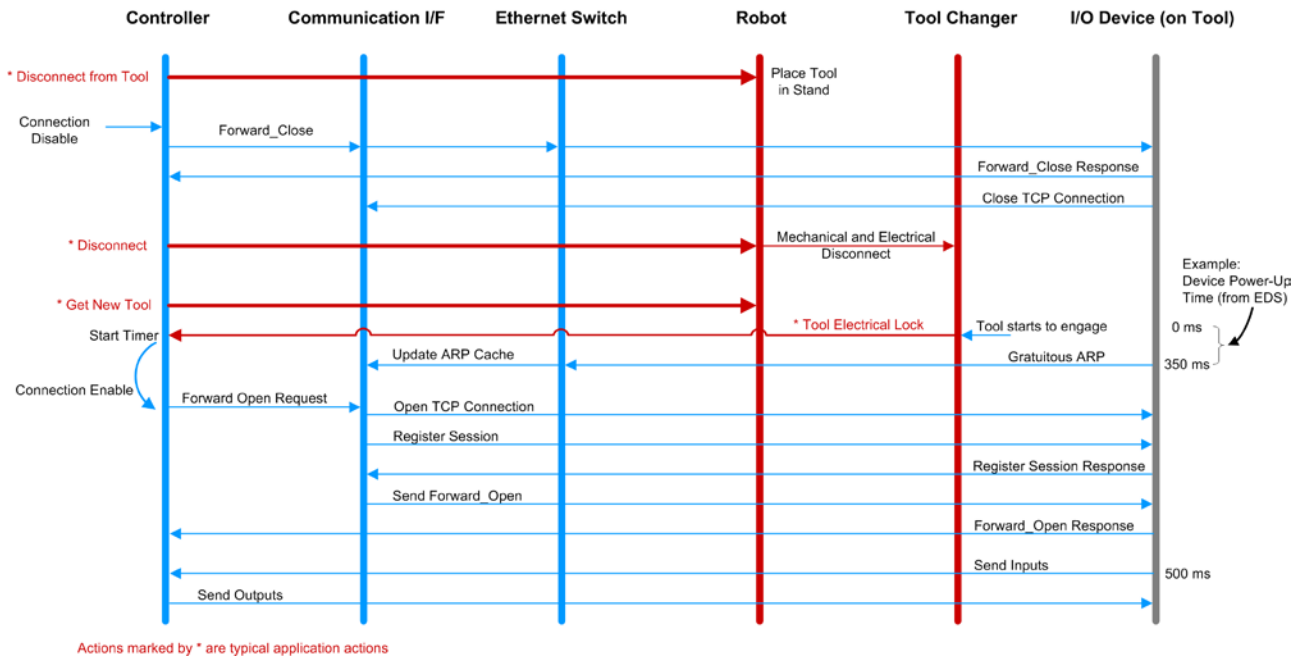 Controller
Communication I/F
Ethernet Switch
Robot
Tool Changer
I/O Device (on Tool)
* Disconnect from Tool
Place Tool
in Stand
Connection
Disable
Forward_Close
Forward_Close Response
Close TCP Connection
* Disconnect
Mechanical and Electrical
Disconnect
Example:
Device Power-Up
Time (from EDS)
* Get New Tool
Start Timer
* Tool Electrical Lock
Tool starts to engage
0 ms
Update ARP Cache
Gratuitous ARP
350 ms
Connection Enable
Forward Open Request
Open TCP Connection
Register Session
Register Session Response
Send Forward_Open
Forward_Open Response
Send Inputs
500 ms
Send Outputs
Actions marked by * are typical application actions